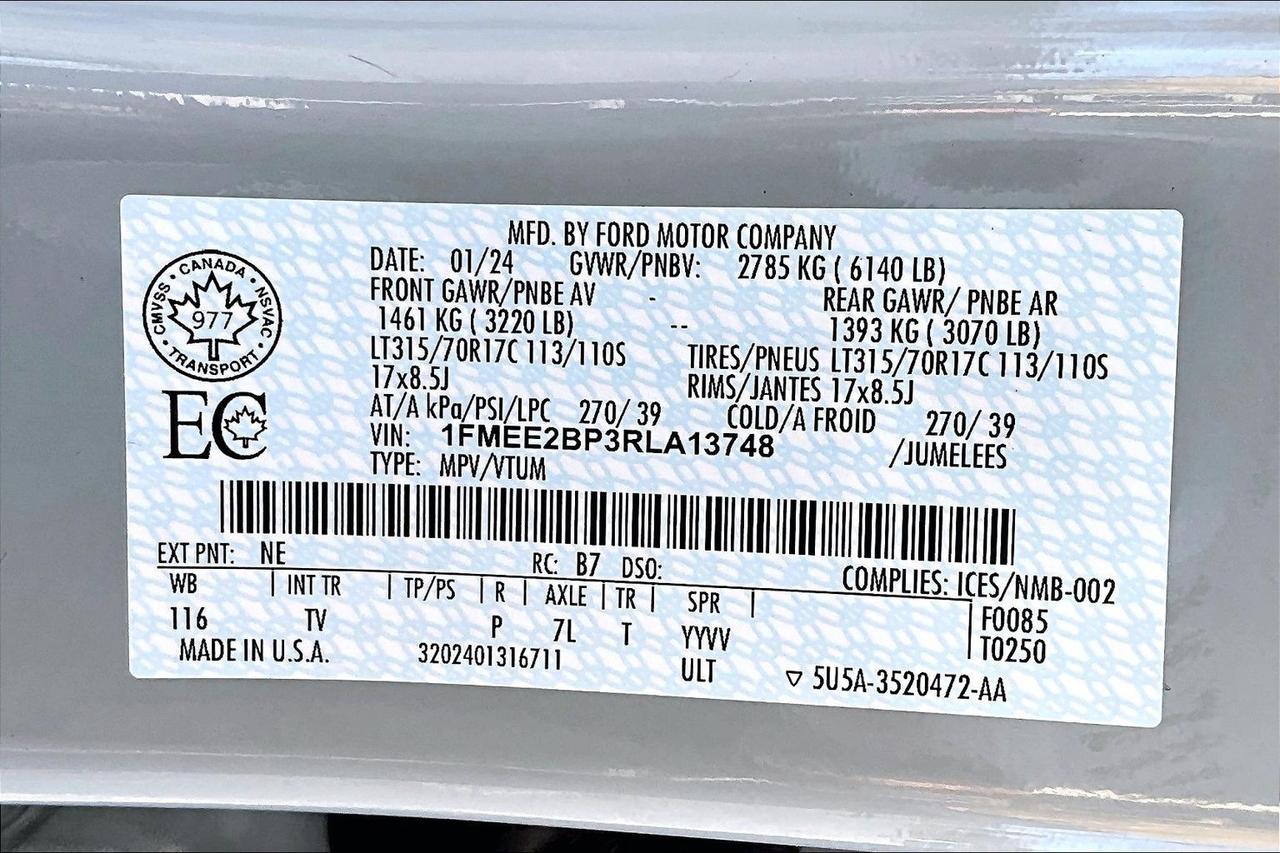 MFD. BY FORD MOTOR COMPANY
DATE: 01/24 GVWR/PNBV: 2785 KG ( 6140 LB)
FRONT GAWR/PNBE AV - REAR GAWR/ PNBE AR
1461 KG ( 3220 LB) -- 1393 KG ( 3070 LB)
LT315/70R17C 113/110S TIRES/PNEUS LT315/70R17C 113/110S
17x8.5J RIMS/JANTES 17x8.5J
AT/A kPa/PSI/LPC 270/ 39 COLD/A FROID 270/ 39
VIN: 1FMEE2BP3RLA13748 /JUMELEES
TYPE: MPV/VTUM
CANADA • NSVAC • TRANSPORT • CMVSS •
977
EC
EXT PNT: NE RC: B7 DSO:
COMPLIES: ICES/NMB-002
WB | INT TR | TP/PS | R | AXLE | TR | SPR | F0085
116 TV P 7L T YYVV T0250
MADE IN U.S.A. 3202401316711 ULT ▽ 5U5A-3520472-AA